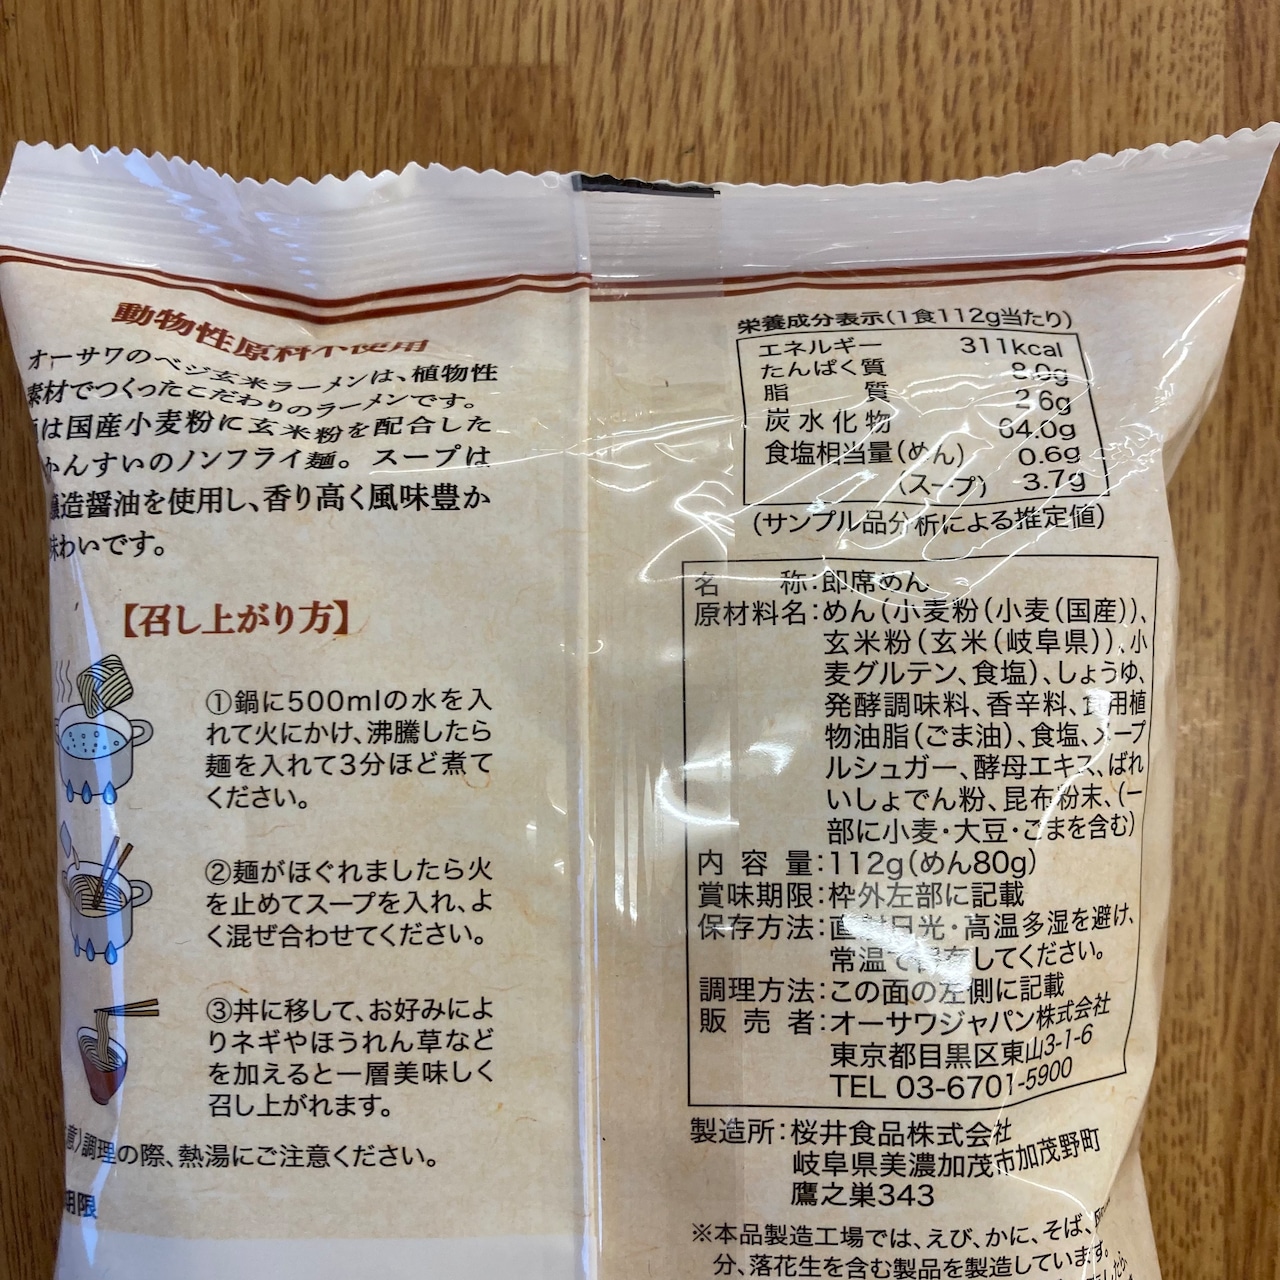 動物性原料不使用
オーサワのベジ玄米ラーメンは、植物性
素材でつくったこだわりのラーメンです。
は国産小麦粉に玄米粉を配合した
かんすいのノンフライ麺。スープは
醸造醤油を使用し、香り高く風味豊か
味わいです。
【召し上がり方】
①鍋に500mlの水を入
れて火にかけ、沸騰したら
麺を入れて3分ほど煮て
ください。
②麺がほぐれましたら火
を止めてスープを入れ、よ
く混ぜ合わせてください。
③丼に移して、お好みによ
りネギやほうれん草など
を加えると一層美味しく
召し上がれます。
意)調理の際、熱湯にご注意ください。
期限
栄養成分表示(1食112g当たり)
エネルギー 311kcal
たんぱく質 8.0g
脂質 2.6g
炭水化物 64.0g
食塩相当量(めん) 0.6g
(スープ) 3.7g
(サンプル品分析による推定値)
名称:即席めん
原材料名:めん(小麦粉(小麦(国産))、
玄米粉(玄米(岐阜県))、小
麦グルテン、食塩)、しょうゆ、
発酵調味料、香辛料、食用植
物油脂(ごま油)、食塩、メープ
ルシュガー、酵母エキス、ばれ
いしょでん粉、昆布粉末、(一
部に小麦・大豆・ごまを含む)
内容量:112g(めん80g)
賞味期限:枠外左部に記載
保存方法:直射日光・高温多湿を避け、
常温で保存してください。
調理方法:この面の左側に記載
販売者:オーサワジャパン株式会社
東京都目黒区東山3-1-6
TEL 03-6701-5900
製造所:桜井食品株式会社
岐阜県美濃加茂市加茂野町
鷹之巣343
※本品製造工場では、えび、かに、そば、
分、落花生を含む製品を製造しています。